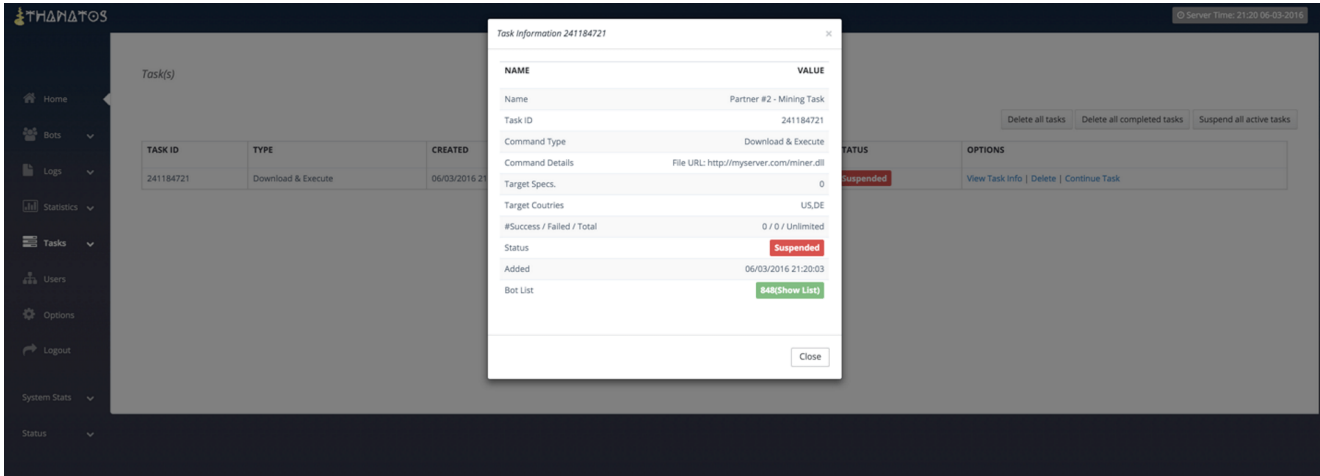 THANATOS
Server Time: 21:20 06-03-2016
Task Information 241184721 ×
NAME VALUE
Name Partner #2 - Mining Task
Task ID 241184721
Command Type Download & Execute
Command Details File URL: http://myserver.com/miner.dll
Target Specs. 0
Target Coutries US,DE
#Success / Failed / Total 0 / 0 / Unlimited
Status Suspended
Added 06/03/2016 21:20:03
Bot List 848(Show List)
Close
Task(s)
Delete all tasks Delete all completed tasks Suspend all active tasks
TASK ID TYPE CREATED TATUS OPTIONS
241184721 Download & Execute 06/03/2016 21 Suspended View Task Info | Delete | Continue Task
Home
Bots
Logs
Statistics
Tasks
Users
Options
Logout
System Stats
Status